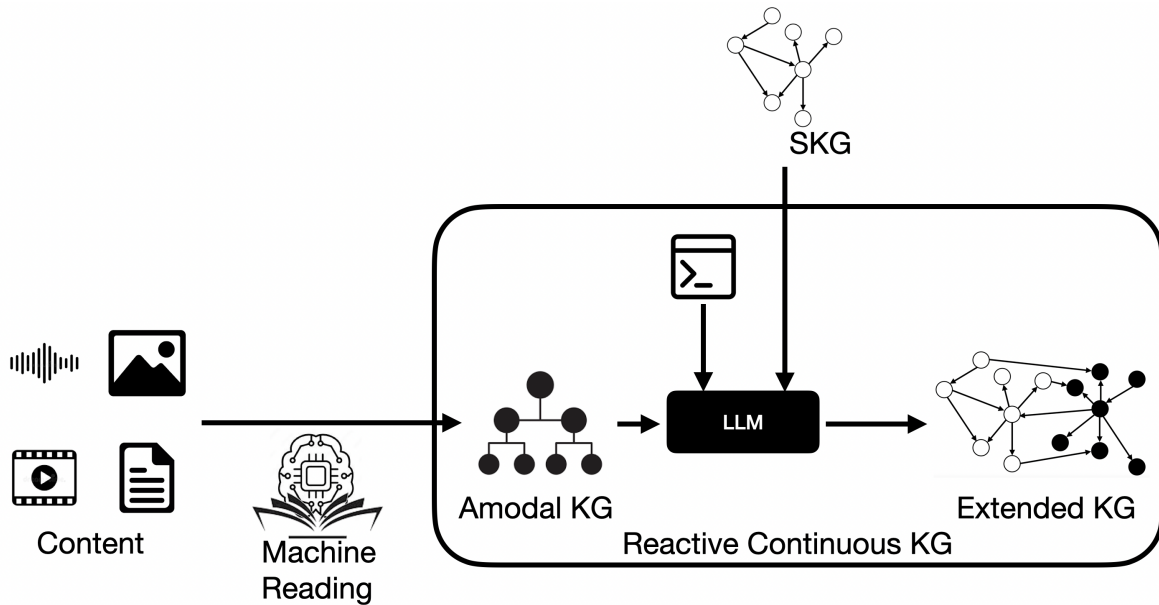 SKG
LLM
Amodal KG
Extended KG
Content
Machine
Reading
Reactive Continuous KG